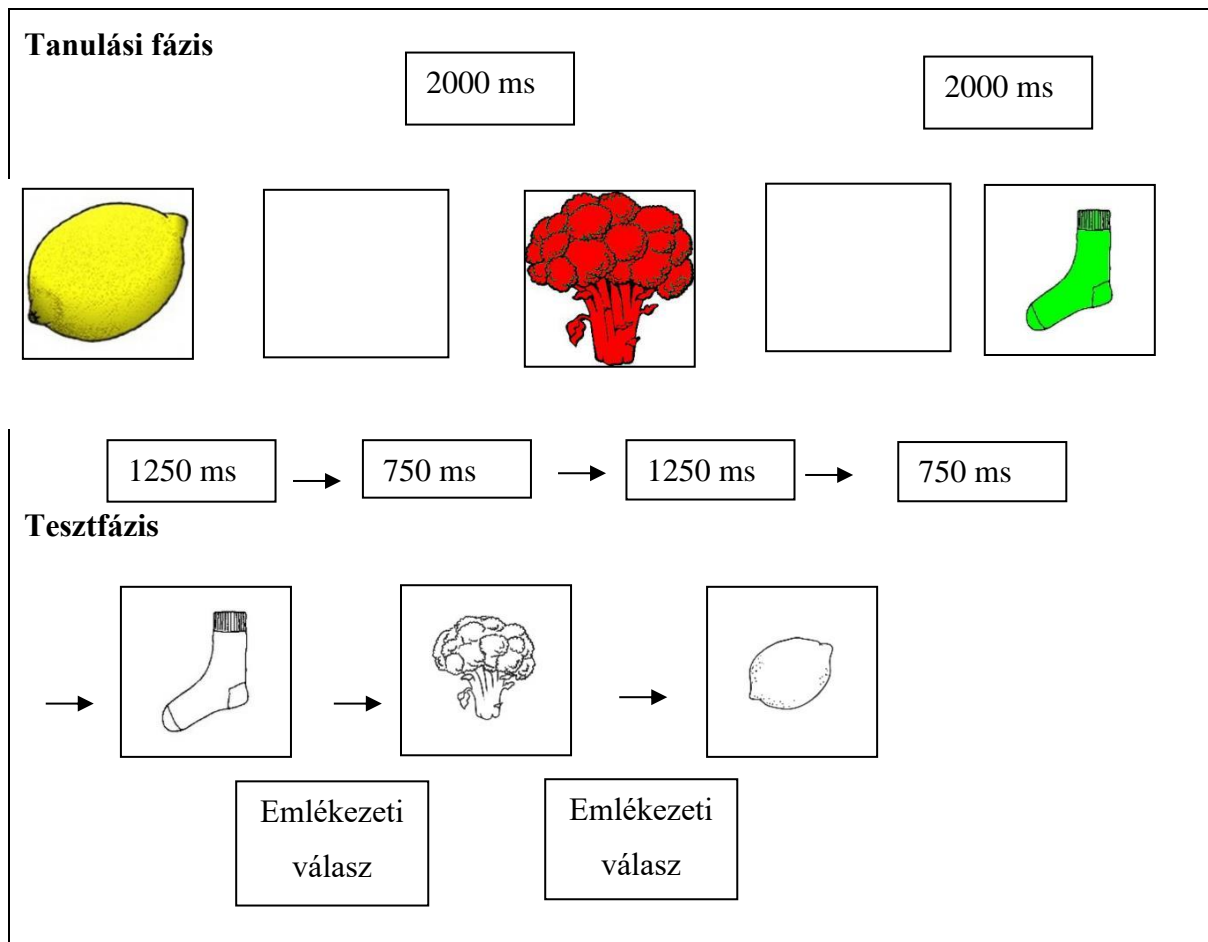 Tanulási fázis
2000 ms
2000 ms
1250 ms
750 ms
1250 ms
750 ms
Tesztfázis
Emlékezeti
válasz
Emlékezeti
válasz